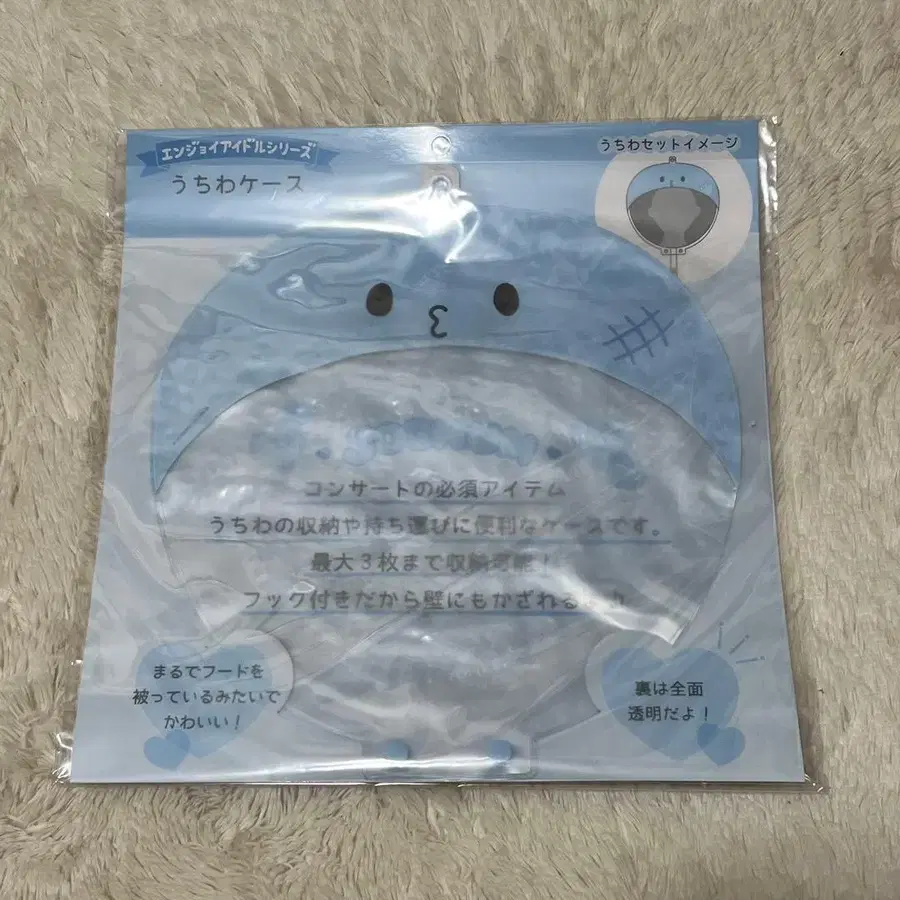 エンジョイアイドルシリーズ
うちわケース
うちわセットイメージ
コンサートの必須アイテム
うちわの収納や持ち運びに便利なケースです。
最大3枚まで収納可能！
フック付きだから壁にもかざれる
まるでフードを
被っているみたいで
かわいい！
裏は全面
透明だよ！